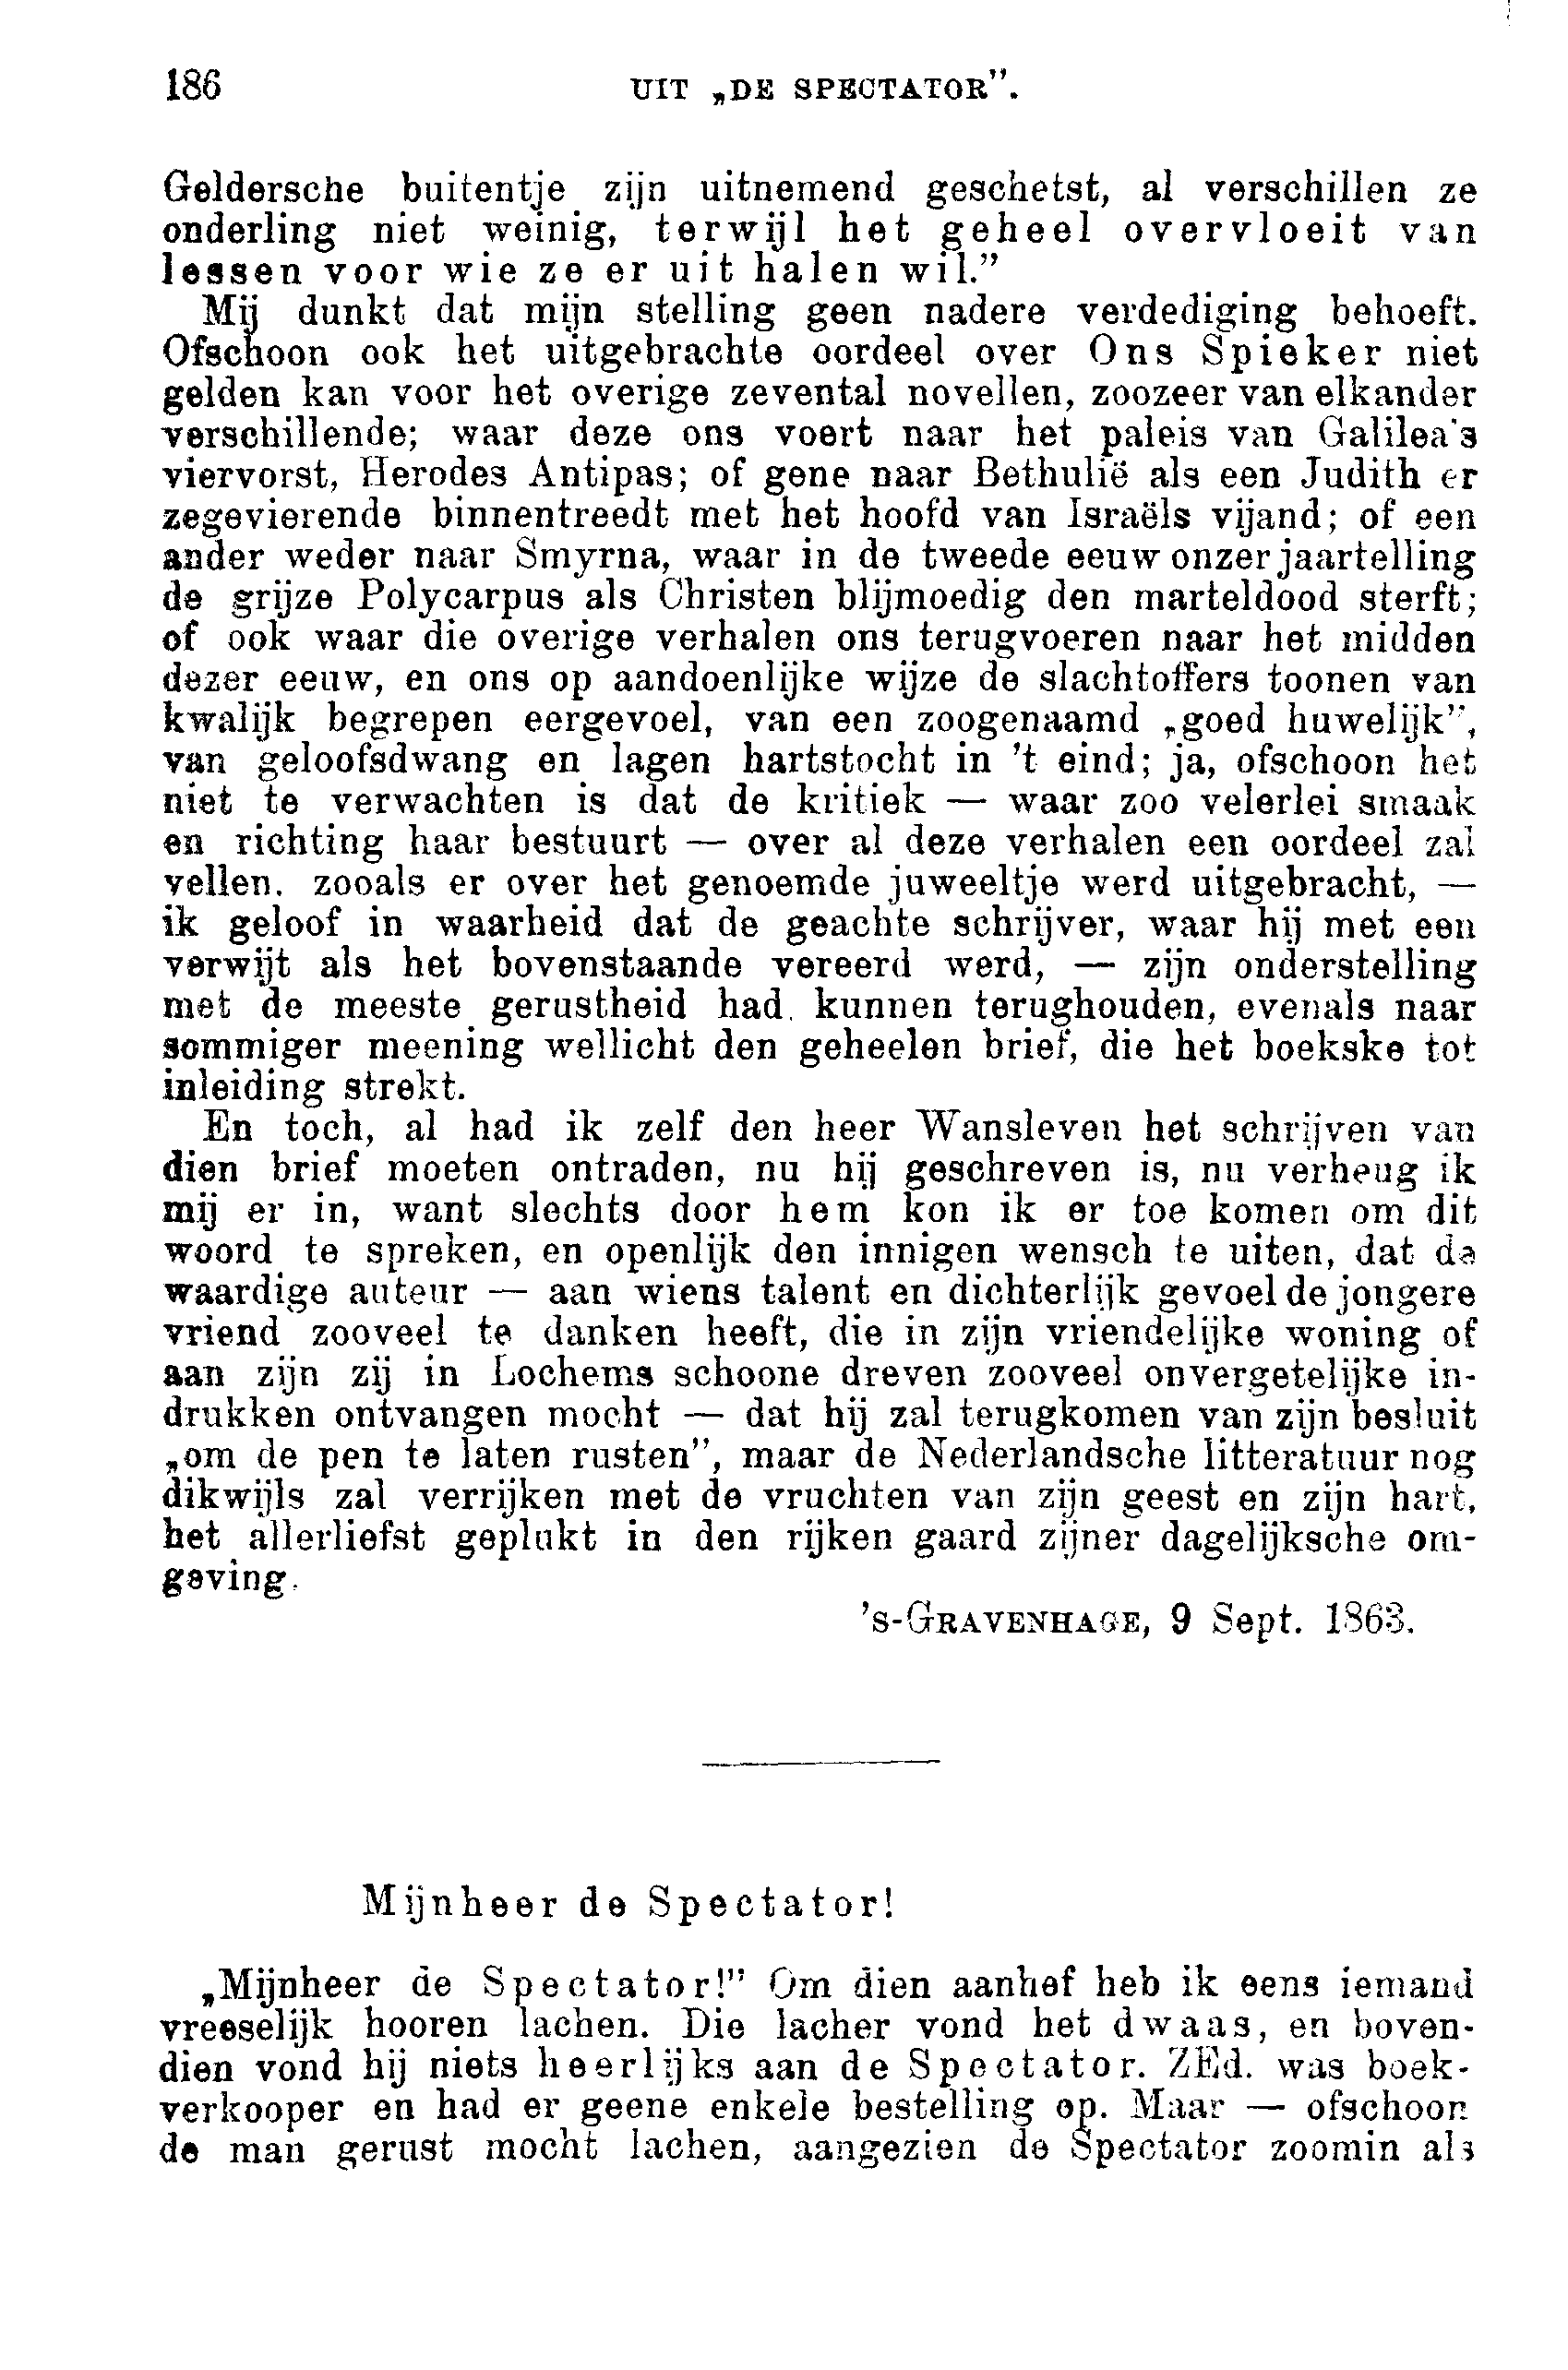 186 UIT „DE SPECTATOR”.
Geldersche buitentje zijn uitnemend geschetst, al verschillen ze
onderling niet weinig, terwijl het geheel overvloeit van
lessen voor wie ze er uit halen wil.”
Mij dunkt dat mijn stelling geen nadere verdediging behoeft.
Ofschoon ook het uitgebrachte oordeel over Ons Spieker niet
gelden kan voor het overige zevental novellen, zoozeer van elkander
verschillende; waar deze ons voert naar het paleis van Galilea's
viervorst, Herodes Antipas; of gene naar Bethulië als een Judith er
zegevierende binnentreedt met het hoofd van Israëls vijand; of een
ander weder naar Smyrna, waar in de tweede eeuw onzer jaartelling
de grijze Polycarpus als Christen blijmoedig den marteldood sterft;
of ook waar die overige verhalen ons terugvoeren naar het midden
dezer eeuw, en ons op aandoenlijke wijze de slachtoffers toonen van
kwalijk begrepen eergevoel, van een zoogenaamd „goed huwelijk”,
van geloofsdwang en lagen hartstocht in 't eind; ja, ofschoon het
niet te verwachten is dat de kritiek — waar zoo velerlei smaak
en richting haar bestuurt — over al deze verhalen een oordeel zal
vellen. zooals er over het genoemde juweeltje werd uitgebracht, —
ik geloof in waarheid dat de geachte schrijver, waar hij met een
verwijt als het bovenstaande vereerd werd, — zijn onderstelling
met de meeste gerustheid had kunnen terughouden, evenals naar
sommiger meening wellicht den geheelen brief, die het boekske tot
inleiding strekt.
En toch, al had ik zelf den heer Wansleven het schrijven van
dien brief moeten ontraden, nu hij geschreven is, nu verheug ik
mij er in, want slechts door hem kon ik er toe komen om dit
woord te spreken, en openlijk den innigen wensch te uiten, dat de
waardige auteur — aan wiens talent en dichterlijk gevoel de jongere
vriend zooveel te danken heeft, die in zijn vriendelijke woning of
aan zijn zij in Lochems schoone dreven zooveel onvergetelijke in-
drukken ontvangen mocht — dat hij zal terugkomen van zijn besluit
„om de pen te laten rusten”, maar de Nederlandsche litteratuur nog
dikwijls zal verrijken met de vruchten van zijn geest en zijn hart,
het allerliefst geplukt in den rijken gaard zijner dagelijksche om-
geving.
's-GRAVENHAGE, 9 Sept. 1863.
Mijnheer de Spectator!
„Mijnheer de Spectator!” Om dien aanhef heb ik eens iemand
vreeselijk hooren lachen. Die lacher vond het dwaas, en boven-
dien vond hij niets heerlijks aan de Spectator. ZEd. was boek-
verkooper en had er geene enkele bestelling op. Maar — ofschoon
de man gerust mocht lachen, aangezien de Spectator zoomin als